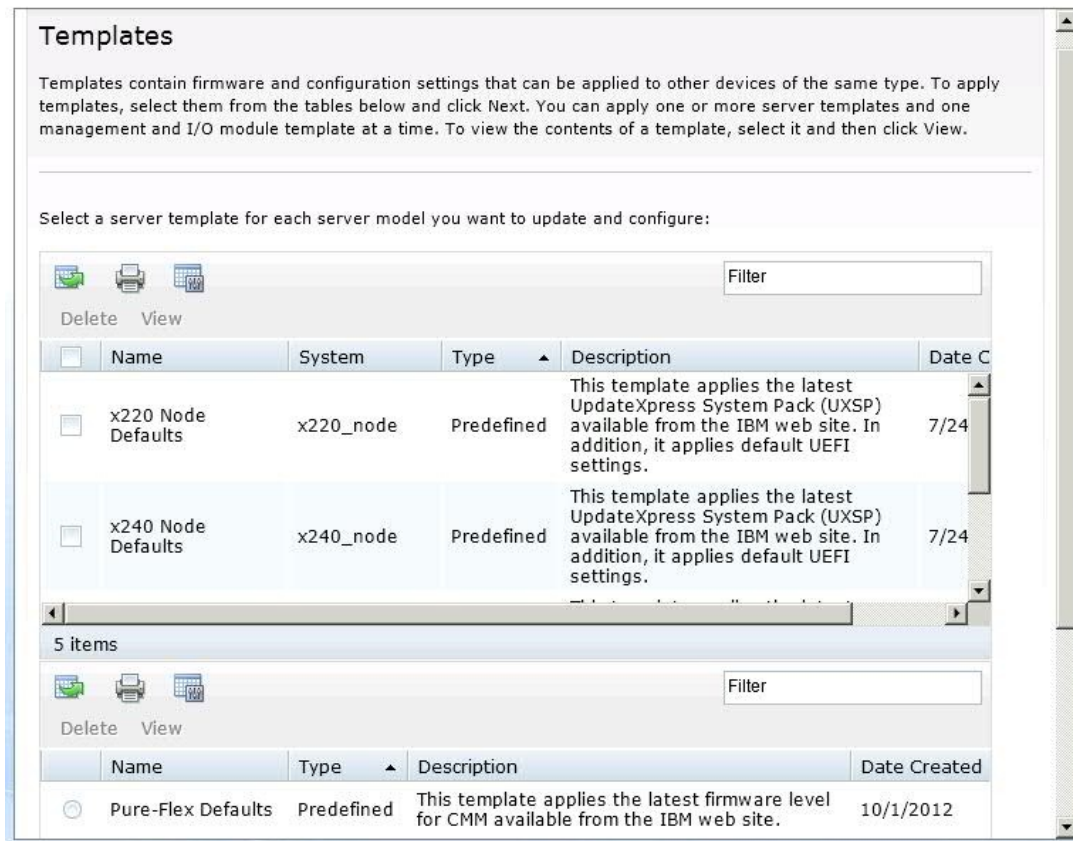 Templates
Templates contain firmware and configuration settings that can be applied to other devices of the same type. To apply
templates, select them from the tables below and click Next. You can apply one or more server templates and one
management and I/O module template at a time. To view the contents of a template, select it and then click View.
Select a server template for each server model you want to update and configure:
Filter
Delete View
Name System Type Description Date C
x220 Node
Defaults
x220_node
Predefined
This template applies the latest
UpdateXpress System Pack (UXSP)
available from the IBM web site. In
addition, it applies default UEFI
settings.
7/24
x240 Node
Defaults
x240_node
Predefined
This template applies the latest
UpdateXpress System Pack (UXSP)
available from the IBM web site. In
addition, it applies default UEFI
settings.
7/24
5 items
Filter
Delete View
Name Type Description Date Created
Pure-Flex Defaults
Predefined
This template applies the latest firmware level
for CMM available from the IBM web site.
10/1/2012